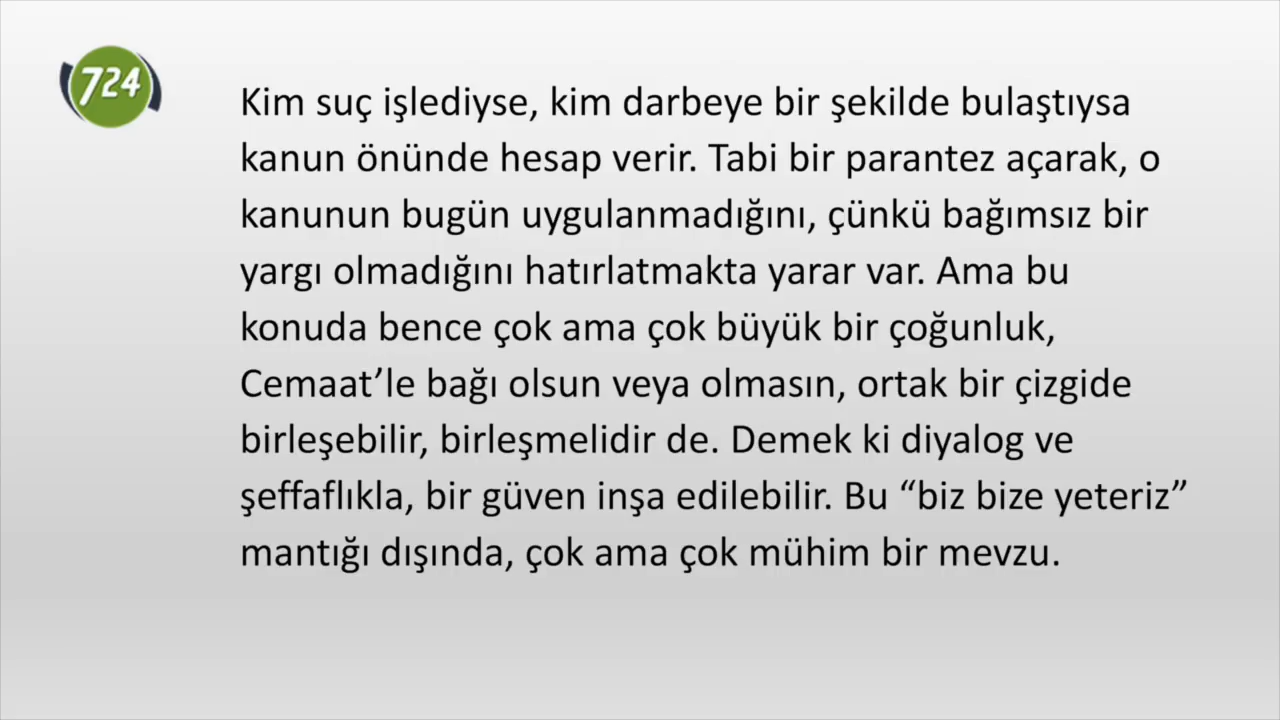 724
Kim suç işlediyse, kim darbeye bir şekilde bulaştıysa
kanun önünde hesap verir. Tabi bir parantez açarak, o
kanunun bugün uygulanmadığını, çünkü bağımsız bir
yargı olmadığını hatırlatmakta yarar var. Ama bu
konuda bence çok ama çok büyük bir çoğunluk,
Cemaat’le bağı olsun veya olmasın, ortak bir çizgide
birleşebilir, birleşmelidir de. Demek ki diyalog ve
şeffaflıkla, bir güven inşa edilebilir. Bu “biz bize yeteriz”
mantığı dışında, çok ama çok mühim bir mevzu.